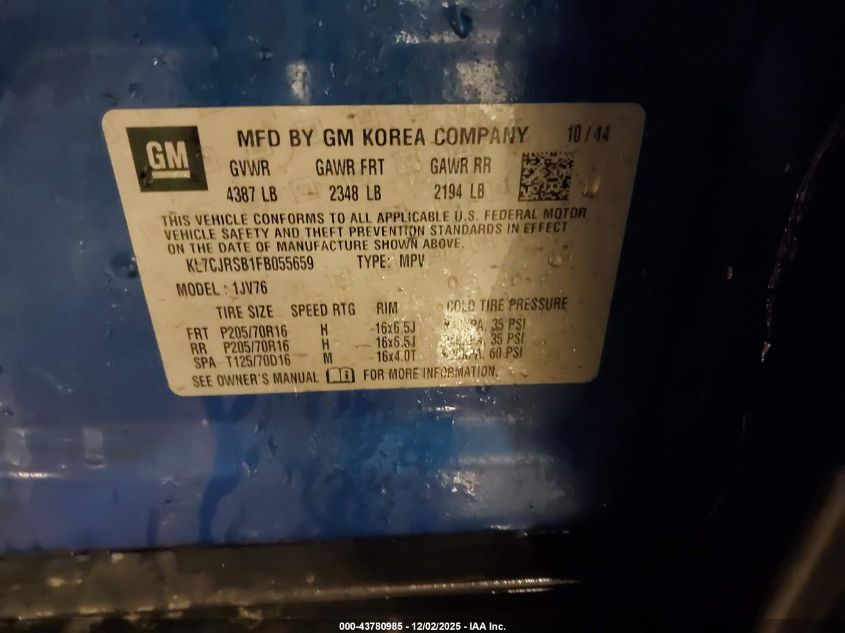 GM
MFD BY GM KOREA COMPANY 10/14
GVWR GAWR FRT GAWR RR
4387 LB 2348 LB 2194 LB
THIS VEHICLE CONFORMS TO ALL APPLICABLE U.S. FEDERAL MOTOR
VEHICLE SAFETY AND THEFT PREVENTION STANDARDS IN EFFECT
ON THE DATE OF MANUFACTURE SHOWN ABOVE.
KL7CJRSB1FB055659 TYPE: MPV
MODEL : 1JV76
TIRE SIZE SPEED RTG RIM COLD TIRE PRESSURE
FRT P205/70R16 H 16x6.5J 35 PSI
RR P205/70R16 H 16x6.5J 35 PSI
SPA T125/70D16 M 16x4.0T 60 PSI
SEE OWNER'S MANUAL FOR MORE INFORMATION.
000-43780985 - 12/02/2025 - IAA Inc.